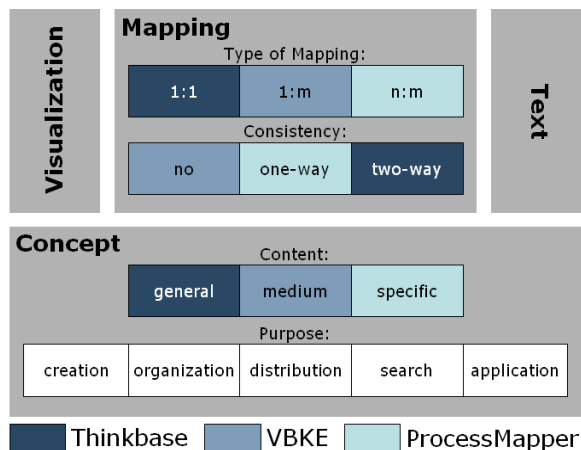 Visualization
Mapping
Type of Mapping:
1:1 1:m n:m
Consistency:
no one-way two-way
Text
Concept
Content:
general medium specific
Purpose:
creation organization distribution search application
Thinkbase VBKE ProcessMapper